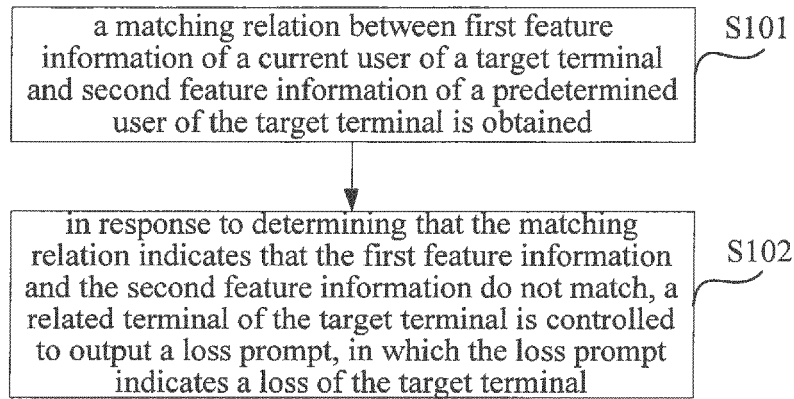 a matching relation between first feature
information of a current user of a target terminal
and second feature information of a predetermined
user of the target terminal is obtained
S101
in response to determining that the matching
relation indicates that the first feature information
and the second feature information do not match, a
related terminal of the target terminal is controlled
to output a loss prompt, in which the loss prompt
indicates a loss of the target terminal
S102